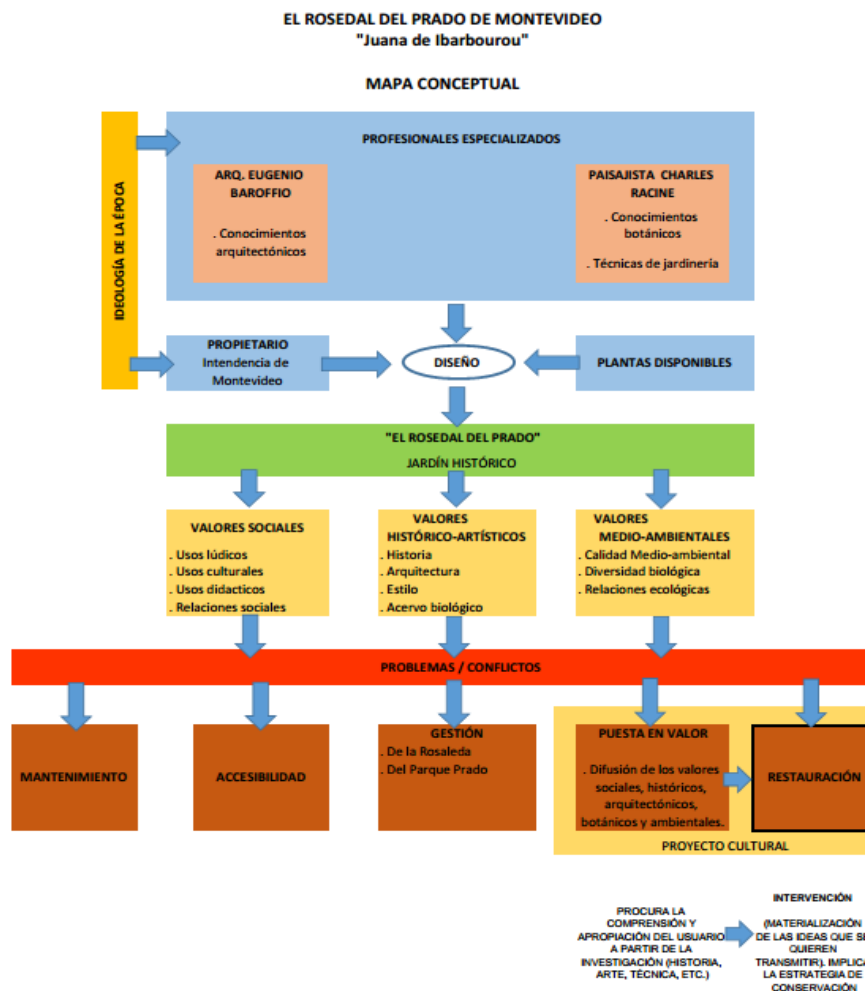 EL ROSEDAL DEL PRADO DE MONTEVIDEO
"Juana de Ibarbourou"
MAPA CONCEPTUAL
IDEOLOGÍA DE LA ÉPOCA
PROFESIONALES ESPECIALIZADOS
ARQ. EUGENIO
BAROFFIO
. Conocimientos
arquitectónicos
PAISAJISTA CHARLES
RACINE
. Conocimientos
botánicos
. Técnicas de jardinería
PROPIETARIO
Intendencia de
Montevideo
DISEÑO
PLANTAS DISPONIBLES
"EL ROSEDAL DEL PRADO"
JARDÍN HISTÓRICO
VALORES SOCIALES
. Usos lúdicos
. Usos culturales
. Usos didacticos
. Relaciones sociales
VALORES
HISTÓRICO-ARTÍSTICOS
. Historia
. Arquitectura
. Estilo
. Acervo biológico
VALORES
MEDIO-AMBIENTALES
. Calidad Medio-ambiental
. Diversidad biológica
. Relaciones ecológicas
PROBLEMAS / CONFLICTOS
MANTENIMIENTO
ACCESIBILIDAD
GESTIÓN
. De la Rosaleda
. Del Parque Prado
PUESTA EN VALOR
. Difusión de los valores
sociales, históricos,
arquitectónicos,
botánicos y ambientales.
RESTAURACIÓN
PROYECTO CULTURAL
PROCURA LA
COMPRENSIÓN Y
APROPIACIÓN DEL USUARIO
A PARTIR DE LA
INVESTIGACIÓN (HISTORIA,
ARTE, TÉCNICA, ETC.)
INTERVENCIÓN
(MATERIALIZACIÓN
DE LAS IDEAS QUE SE
QUIEREN
TRANSMITIR). IMPLICA
LA ESTRATEGIA DE
CONSERVACIÓN